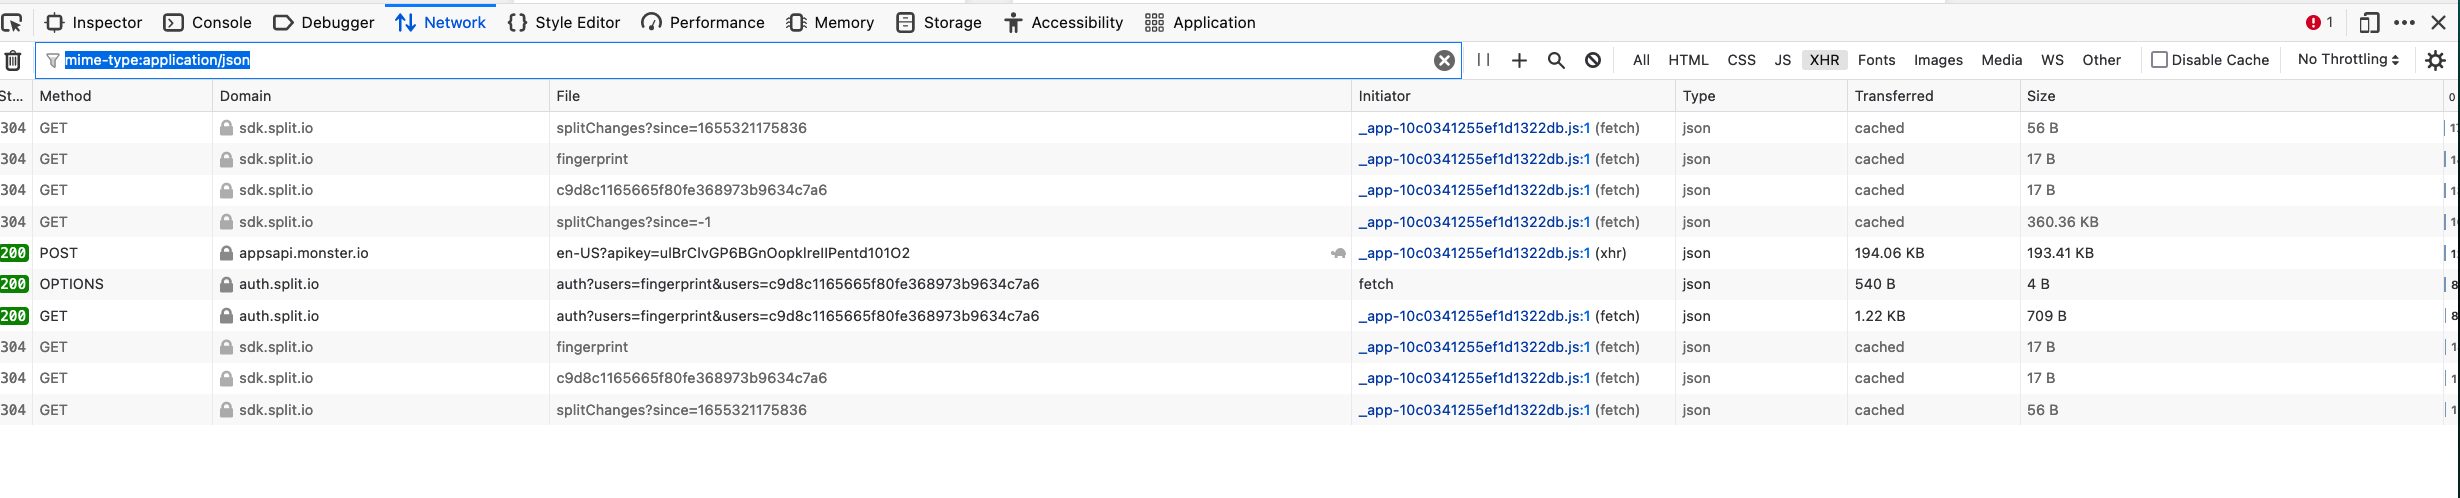 Inspector Console Debugger Network Style Editor Performance Memory Storage Accessibility Application 1
mime-type:application/json All HTML CSS JS XHR Fonts Images Media WS Other Disable Cache No Throttling
St... Method Domain File Initiator Type Transferred Size 0
304 GET sdk.split.io splitChanges?since=1655321175836 _app-10c0341255ef1d1322db.js:1 (fetch) json cached 56 B
304 GET sdk.split.io fingerprint _app-10c0341255ef1d1322db.js:1 (fetch) json cached 17 B
304 GET sdk.split.io c9d8c1165665f80fe368973b9634c7a6 _app-10c0341255ef1d1322db.js:1 (fetch) json cached 17 B
304 GET sdk.split.io splitChanges?since=-1 _app-10c0341255ef1d1322db.js:1 (fetch) json cached 360.36 KB
200 POST appsapi.monster.io _app-10c0341255ef1d1322db.js:1 (xhr) json 194.06 KB 193.41 KB
200 OPTIONS auth.split.io auth?users=fingerprint&users=c9d8c1165665f80fe368973b9634c7a6 fetch json 540 B 4 B 8
200 GET auth.split.io auth?users=fingerprint&users=c9d8c1165665f80fe368973b9634c7a6 _app-10c0341255ef1d1322db.js:1 (fetch) json 1.22 KB 709 B 8
304 GET sdk.split.io fingerprint _app-10c0341255ef1d1322db.js:1 (fetch) json cached 17 B 1
304 GET sdk.split.io c9d8c1165665f80fe368973b9634c7a6 _app-10c0341255ef1d1322db.js:1 (fetch) json cached 17 B 1
304 GET sdk.split.io splitChanges?since=1655321175836 _app-10c0341255ef1d1322db.js:1 (fetch) json cached 56 B 1